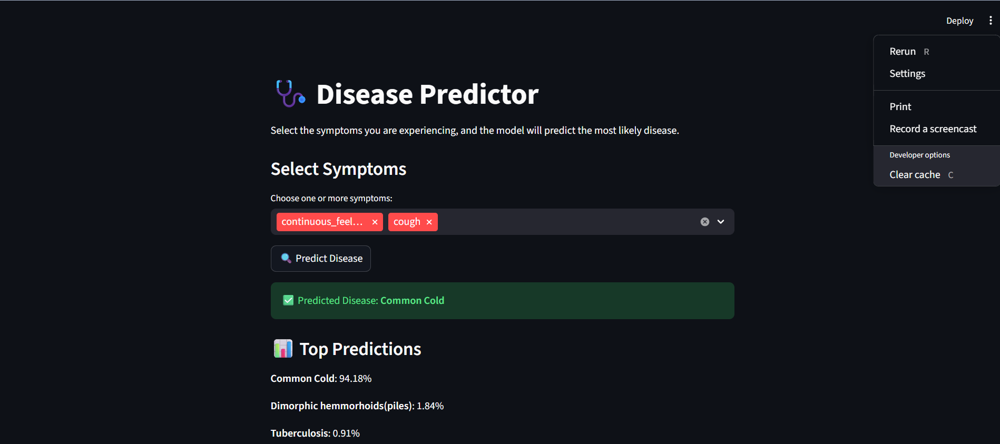 Deploy
Rerun R
Settings
Print
Record a screencast
Developer options
Clear cache C
Disease Predictor
Select the symptoms you are experiencing, and the model will predict the most likely disease.
Select Symptoms
Choose one or more symptoms:
continuous_feel... × cough ×
Predict Disease
Predicted Disease: Common Cold
Top Predictions
Common Cold: 94.18%
Dimorphic hemmorhoids(piles): 1.84%
Tuberculosis: 0.91%